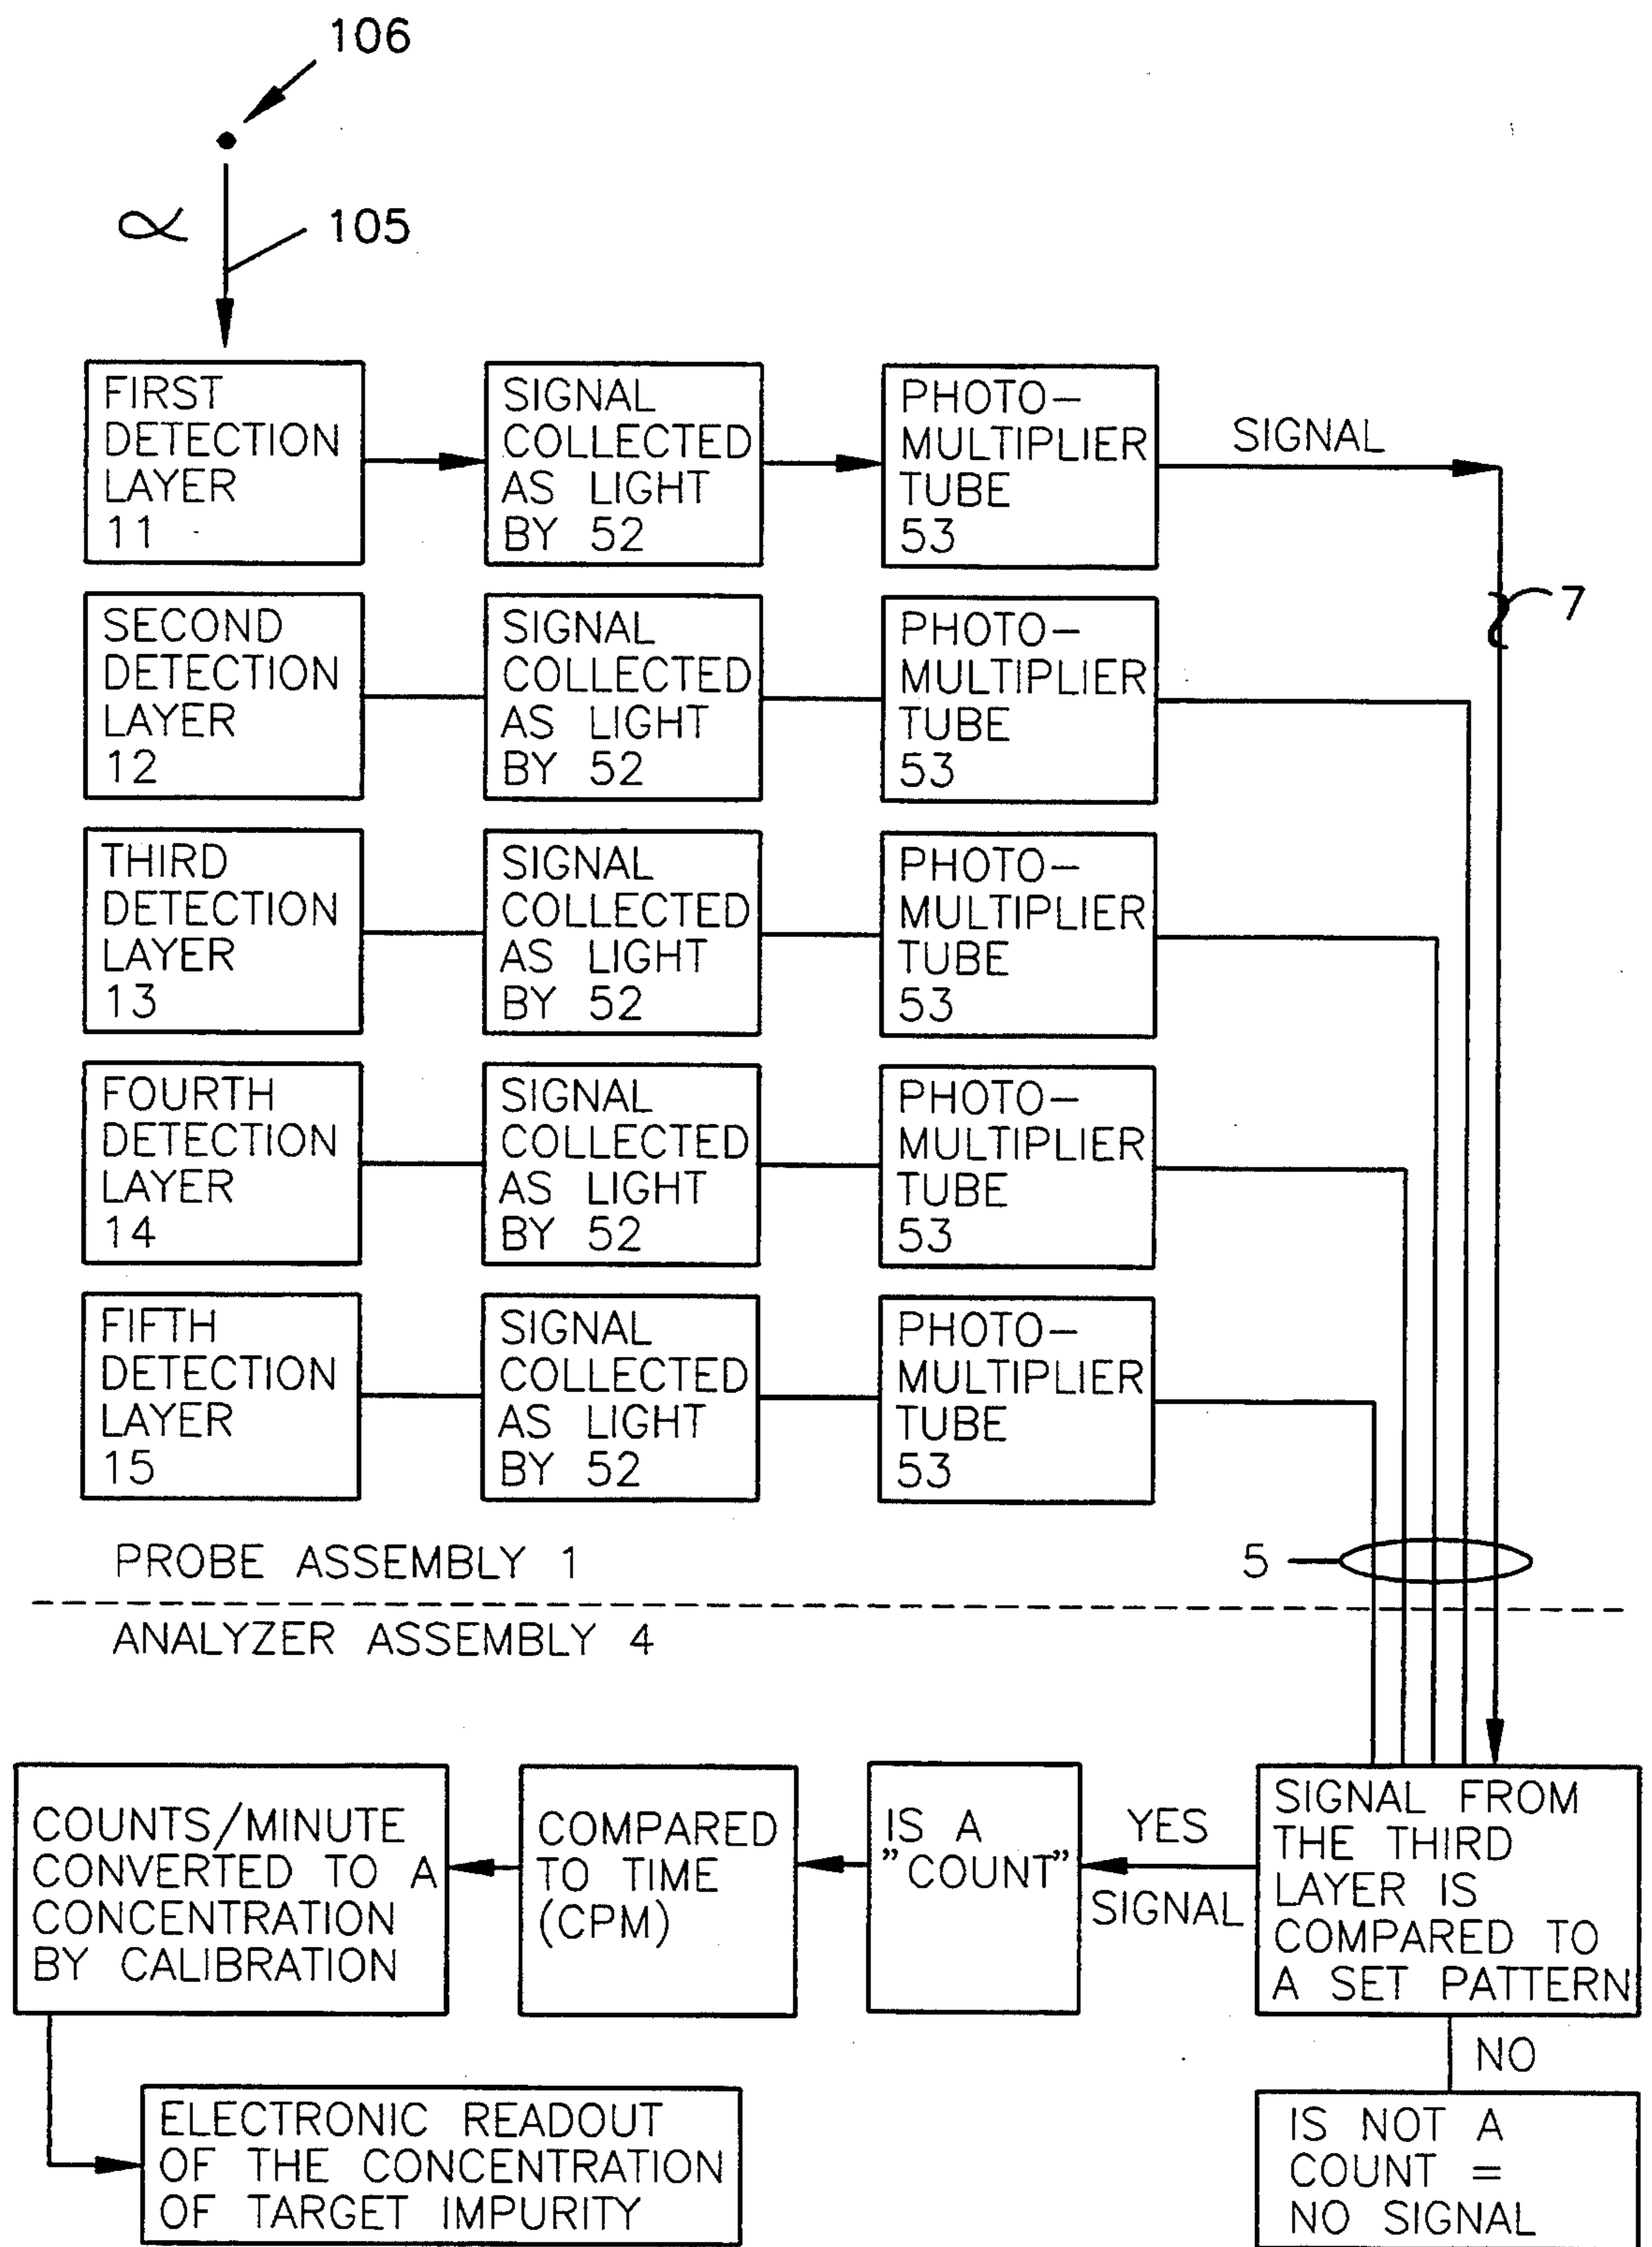 106
α
105
FIRST
DETECTION
LAYER
11
SIGNAL
COLLECTED
AS LIGHT
BY 52
PHOTO-
MULTIPLIER
TUBE
53
SIGNAL
7
SECOND
DETECTION
LAYER
12
SIGNAL
COLLECTED
AS LIGHT
BY 52
PHOTO-
MULTIPLIER
TUBE
53
THIRD
DETECTION
LAYER
13
SIGNAL
COLLECTED
AS LIGHT
BY 52
PHOTO-
MULTIPLIER
TUBE
53
FOURTH
DETECTION
LAYER
14
SIGNAL
COLLECTED
AS LIGHT
BY 52
PHOTO-
MULTIPLIER
TUBE
53
FIFTH
DETECTION
LAYER
15
SIGNAL
COLLECTED
AS LIGHT
BY 52
PHOTO-
MULTIPLIER
TUBE
53
PROBE ASSEMBLY 1
5
ANALYZER ASSEMBLY 4
SIGNAL FROM
THE THIRD
LAYER IS
COMPARED TO
A SET PATTERN
YES
SIGNAL
IS A
"COUNT"
COMPARED
TO TIME
(CPM)
COUNTS/MINUTE
CONVERTED TO A
CONCENTRATION
BY CALIBRATION
NO
ELECTRONIC READOUT
OF THE CONCENTRATION
OF TARGET IMPURITY
IS NOT A
COUNT =
NO SIGNAL